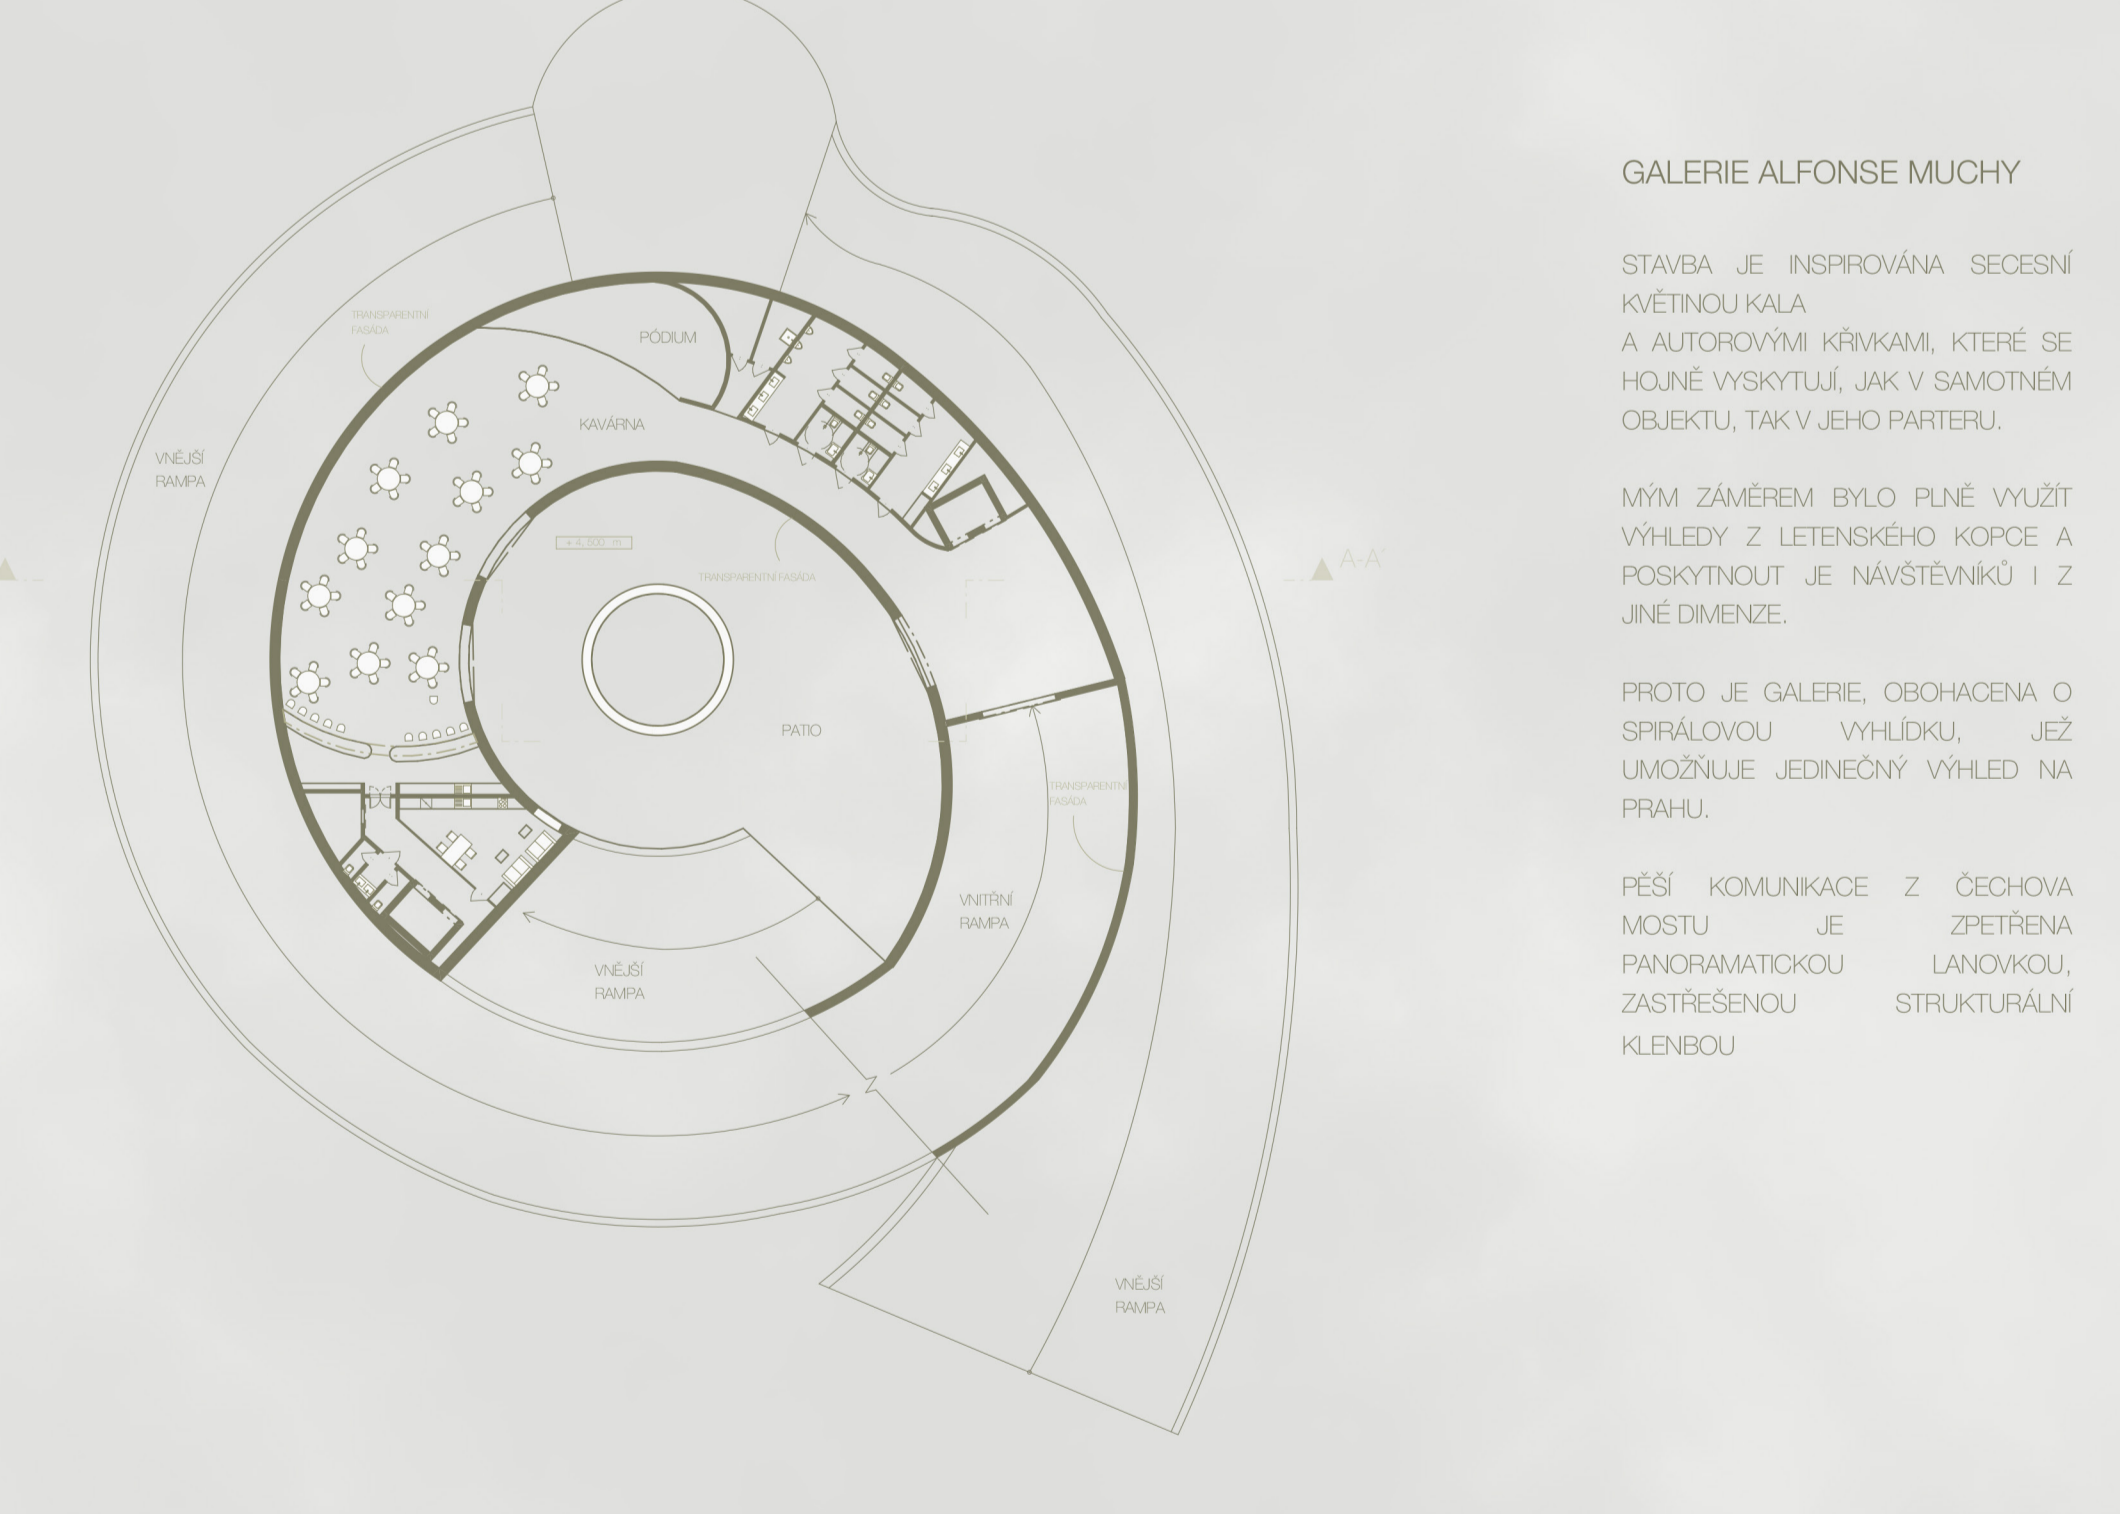 GALERIE ALFONSE MUCHY
STAVBA JE INSPIROVÁNA SECESNÍ
KVĚTINOU KALA
A AUTOROVÝMI KŘIVKAMI, KTERÉ SE
HOJNĚ VYSKYTUJÍ, JAK V SAMOTNÉM
OBJEKTU, TAK V JEHO PARTERU.
MÝM ZÁMĚREM BYLO PLNĚ VYUŽÍT
VÝHLEDY Z LETENSKÉHO KOPCE A
POSKYTNOUT JE NÁVŠTĚVNÍKŮ I Z
JINÉ DIMENZE.
PROTO JE GALERIE, OBOHACENA O
SPIRÁLOVOU VYHLÍDKU, JEŽ
UMOŽŇUJE JEDINEČNÝ VÝHLED NA
PRAHU.
PĚŠÍ KOMUNIKACE Z ČECHOVA
MOSTU JE ZPETŘENA
PANORAMATICKOU LANOVKOU,
ZASTŘEŠENOU STRUKTURÁLNÍ
KLENBOU
TRANSPARENTNÍ
FASÁDA
PÓDIUM
KAVÁRNA
VNĚJŠÍ
RAMPA
+ 4, 500 m
TRANSPARENTNÍ FASÁDA
A-A'
PATIO
TRANSPARENTNÍ
FASÁDA
VNITŘNÍ
RAMPA
VNĚJŠÍ
RAMPA
VNĚJŠÍ
RAMPA